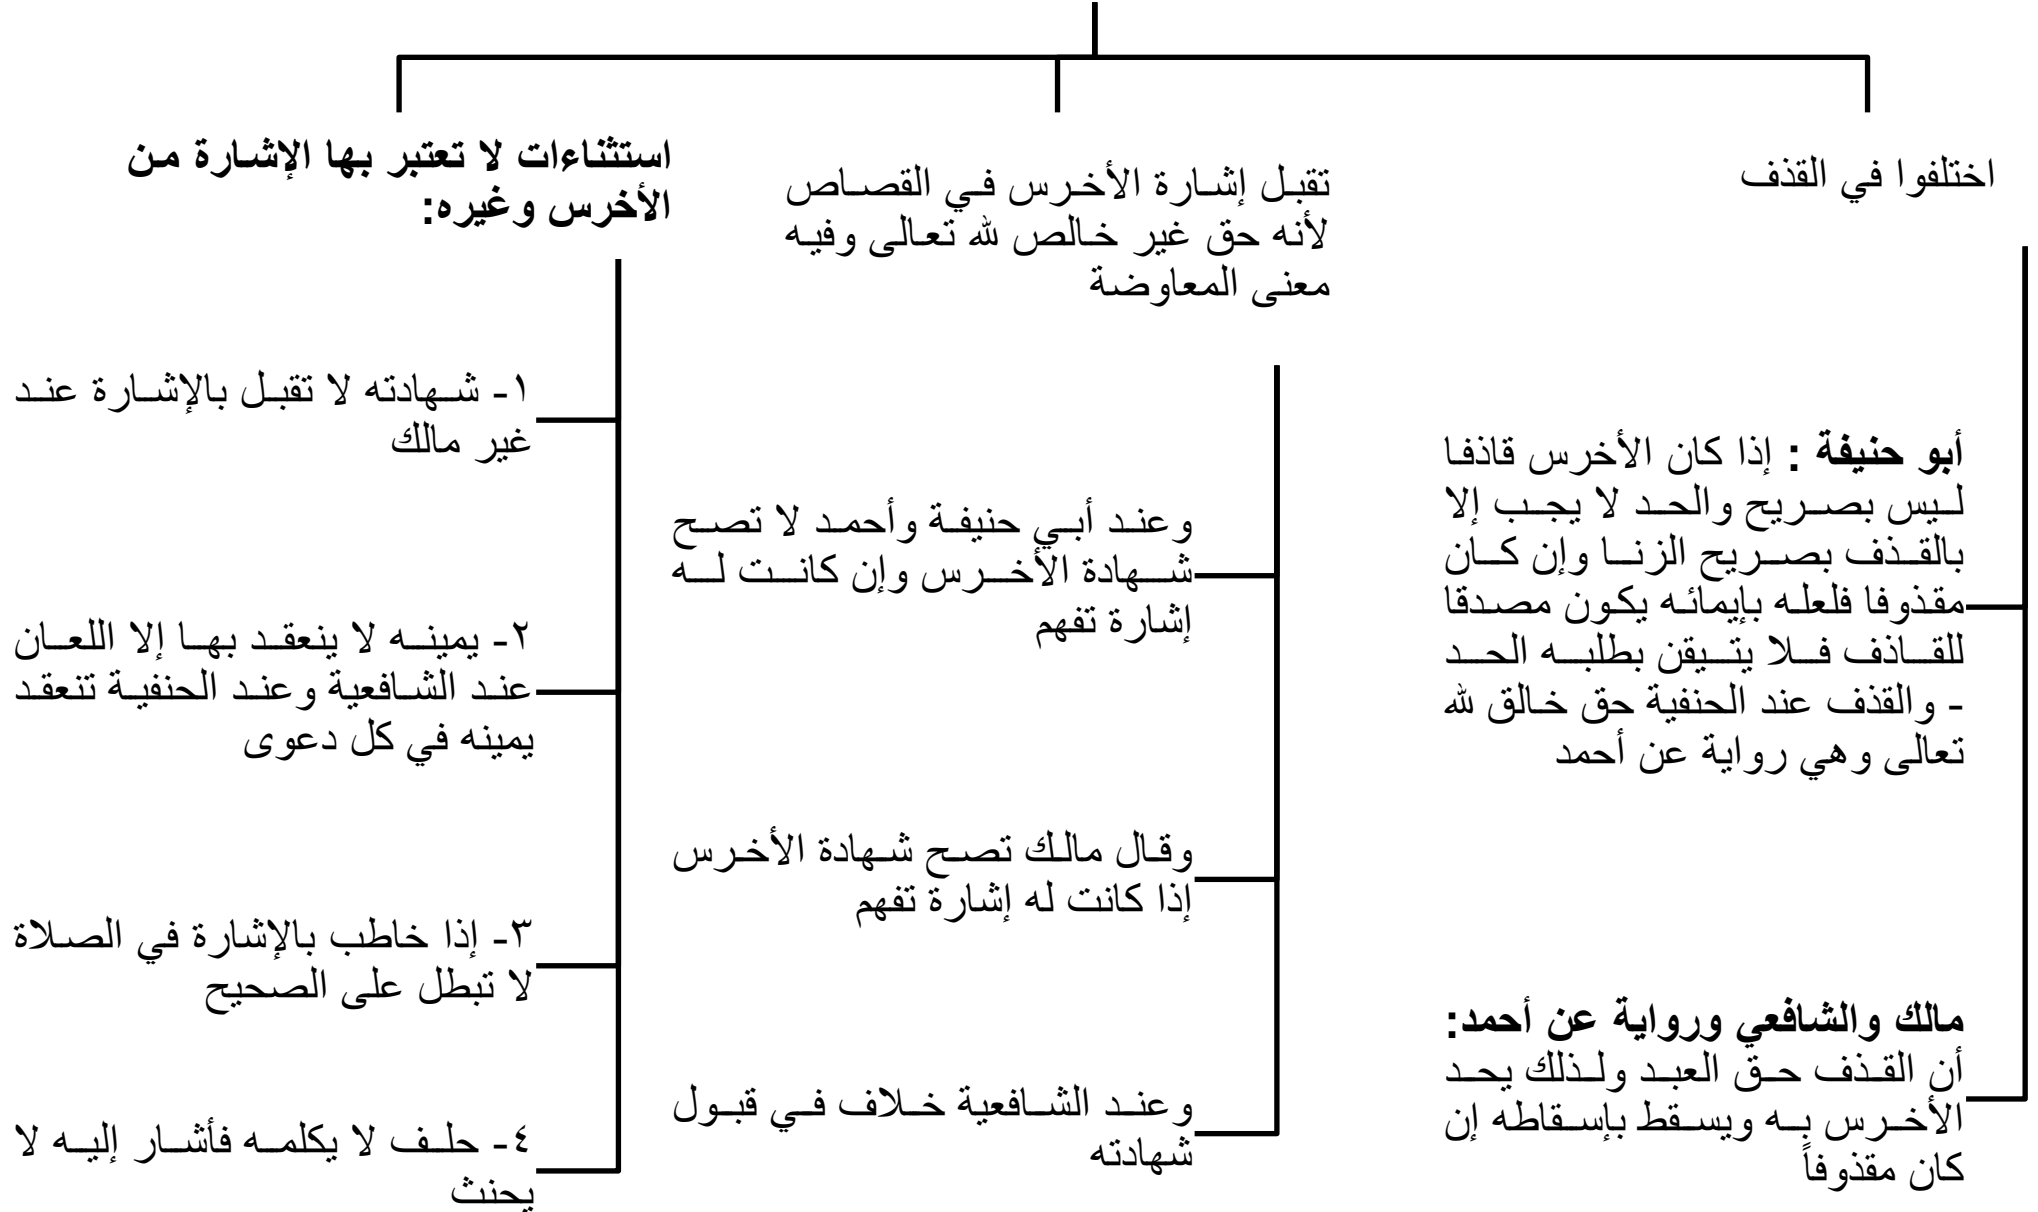 اختلفوا في القذف
أبو حنيفة : إذا كان الأخرس قاذفا
ليس بصريح والحد لا يجب إلا
بالقذف بصريح الزنا وإن كان
مقذوفا فلعله بإيمائه يكون مصدقا
للقاذف فلا يتيقن بطلبه الحد
- والقذف عند الحنفية حق خالق لله
تعالى وهي رواية عن أحمد
مالك والشافعي ورواية عن أحمد:
أن القذف حق العبد ولذلك يحد
الأخرس به ويسقط بإسقاطه إن
كان مقذوفاً
تقبل إشارة الأخرس في القصاص
لأنه حق غير خالص لله تعالى وفيه
معنى المعاوضة
وعند أبي حنيفة وأحمد لا تصح
شهادة الأخرس وإن كانت له
إشارة تفهم
وقال مالك تصح شهادة الأخرس
إذا كانت له إشارة تفهم
وعند الشافعية خلاف في قبول
شهادته
استثناءات لا تعتبر بها الإشارة من
الأخرس وغيره:
١- شهادته لا تقبل بالإشارة عند
غير مالك
٢- يمينه لا ينعقد بها إلا اللعان
عند الشافعية وعند الحنفية تنعقد
يمينه في كل دعوى
٣- إذا خاطب بالإشارة في الصلاة
لا تبطل على الصحيح
٤- حلف لا يكلمه فأشار إليه لا
يحنث